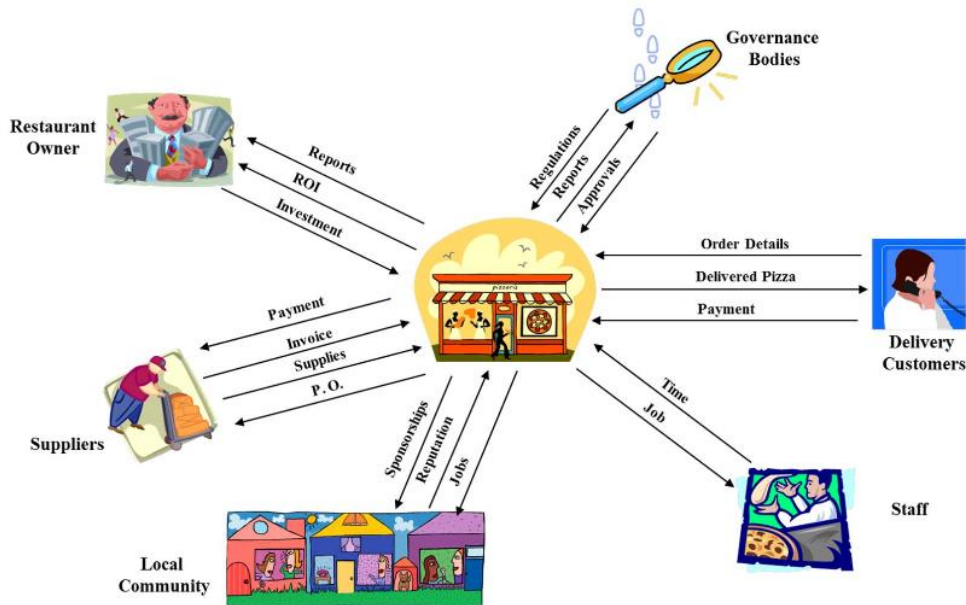 Governance
Bodies
Restaurant
Owner
Reports
ROI
Investment
Regulations
Reports
Approvals
Order Details
Delivered Pizza
Payment
Delivery
Customers
pizzeria
Payment
Invoice
Supplies
P. O.
Suppliers
Sponsorships
Reputation
Jobs
Time
Job
Staff
Local
Community